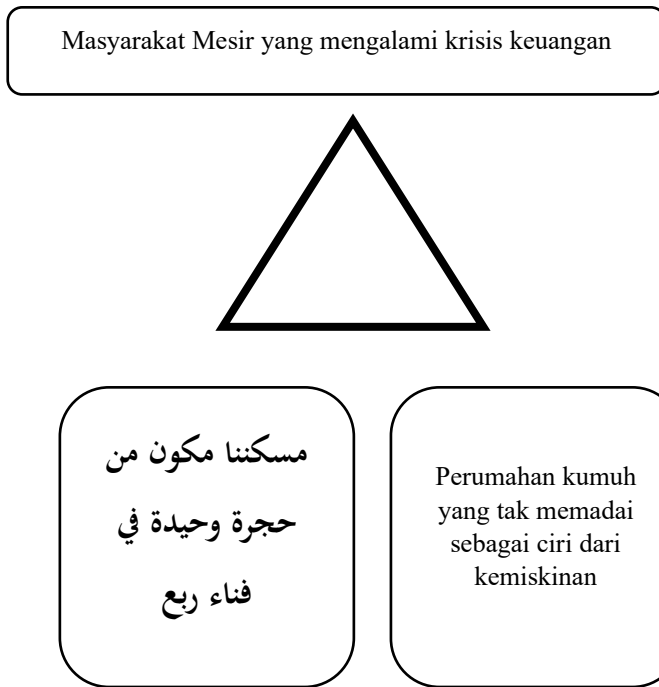 Masyarakat Mesir yang mengalami krisis keuangan
مسكننا مكون من
حجرة وحيدة في
فناء ربع
Perumahan kumuh
yang tak memadai
sebagai ciri dari
kemiskinan